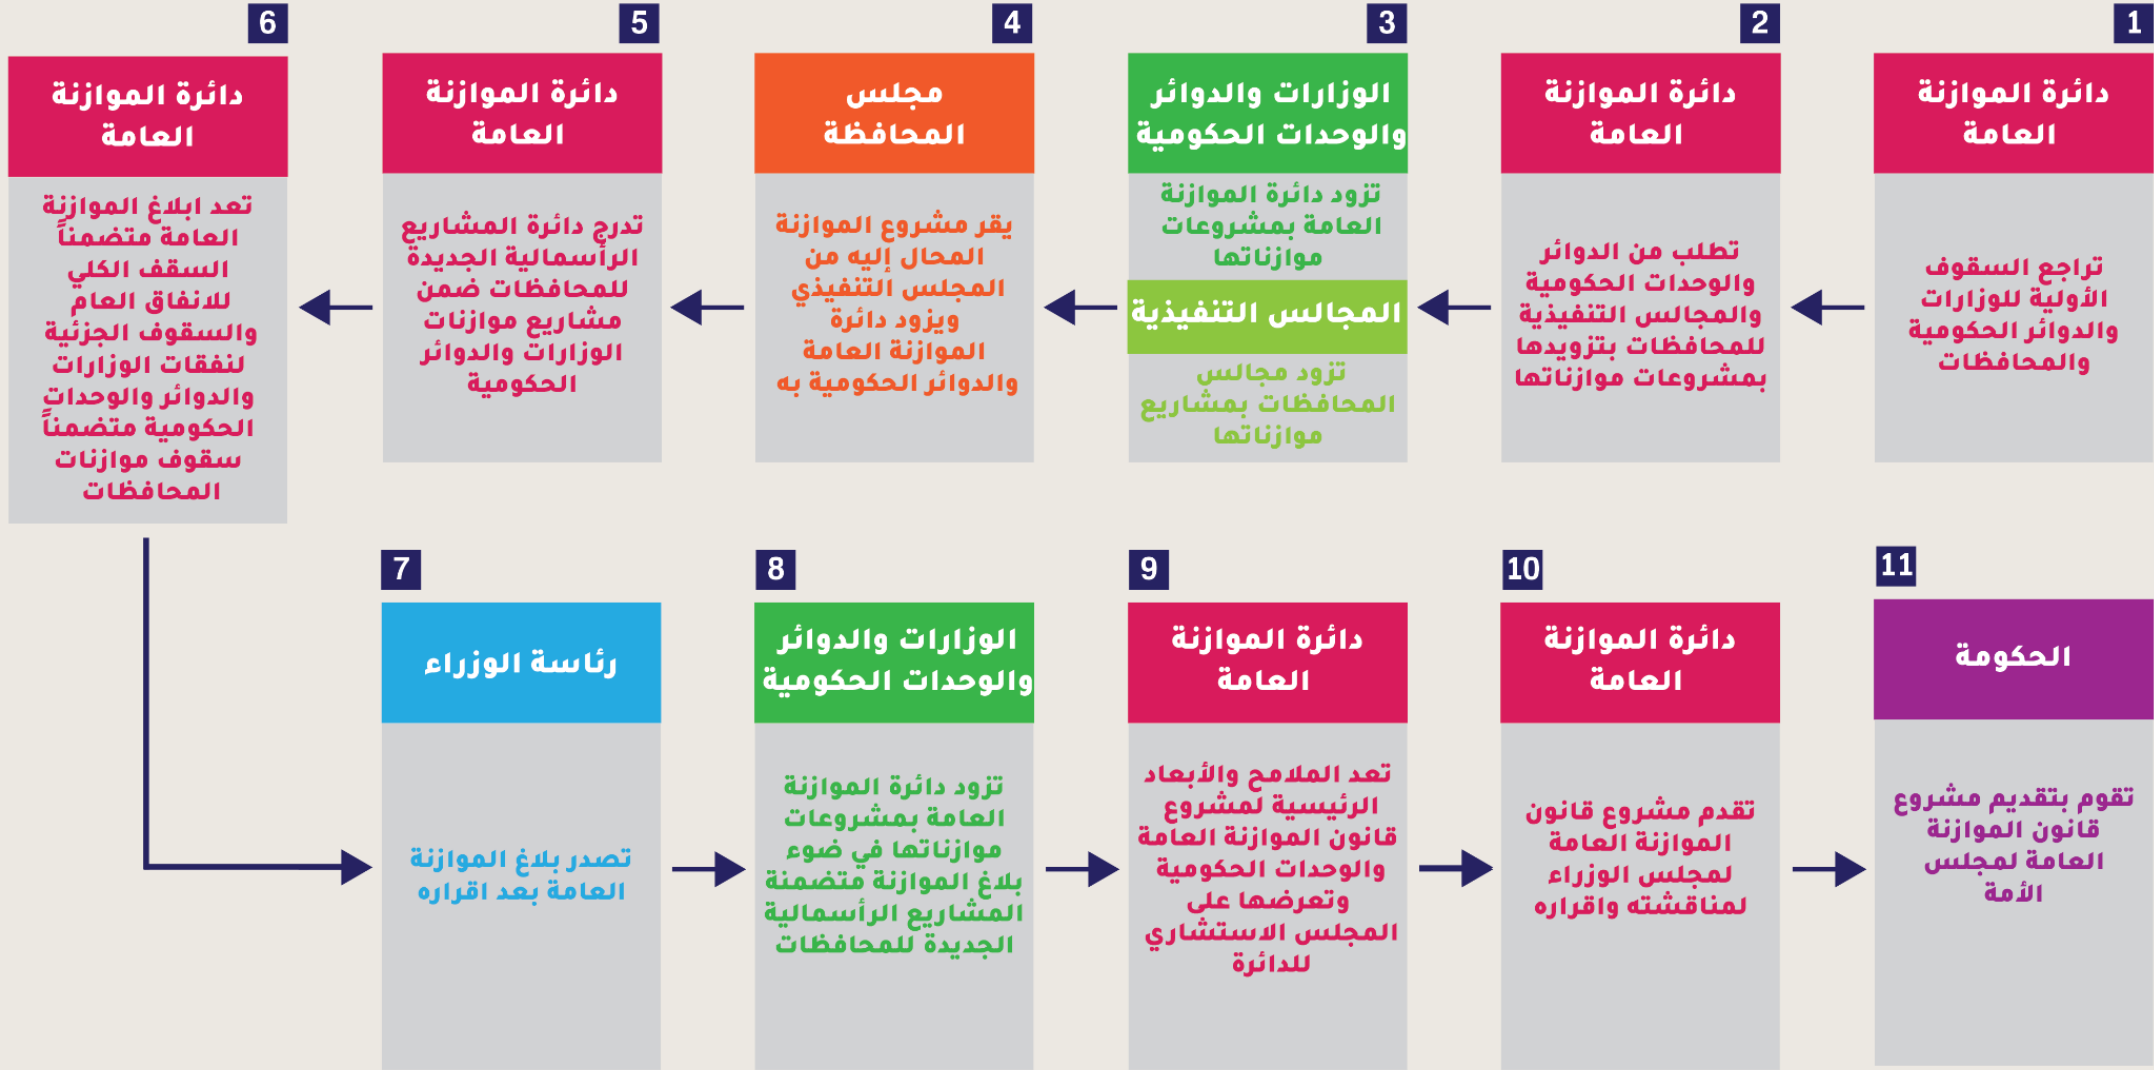 1
دائرة الموازنة
العامة
تراجع السقوف
الأولية للوزارات
والدوائر الحكومية
والمحافظات
2
دائرة الموازنة
العامة
تطلب من الدوائر
والوحدات الحكومية
والمجالس التنفيذية
للمحافظات بتزويدها
بمشروعات موازناتها
3
الوزارات والدوائر
والوحدات الحكومية
تزود دائرة الموازنة
العامة بمشروعات
موازناتها
المجالس التنفيذية
تزود مجالس
المحافظات بمشاريع
موازناتها
4
مجلس
المحافظة
يقر مشروع الموازنة
المحال إليه من
المجلس التنفيذي
ويزود دائرة
الموازنة العامة
والدوائر الحكومية به
5
دائرة الموازنة
العامة
تدرج دائرة المشاريع
الرأسمالية الجديدة
للمحافظات ضمن
مشاريع موازنات
الوزارات والدوائر
الحكومية
6
دائرة الموازنة
العامة
تعد ابلاغ الموازنة
العامة متضمناً
السقف الكلي
للانفاق العام
والسقوف الجزئية
لنفقات الوزارات
والدوائر والوحدات
الحكومية متضمناً
سقوف موازنات
المحافظات
7
رئاسة الوزراء
تصدر بلاغ الموازنة
العامة بعد اقراره
8
الوزارات والدوائر
والوحدات الحكومية
تزود دائرة الموازنة
العامة بمشروعات
موازناتها في ضوء
بلاغ الموازنة متضمنة
المشاريع الرأسمالية
الجديدة للمحافظات
9
دائرة الموازنة
العامة
تعد الملامح والأبعاد
الرئيسية لمشروع
قانون الموازنة العامة
والوحدات الحكومية
وتعرضها على
المجلس الاستشاري
للدائرة
10
دائرة الموازنة
العامة
تقدم مشروع قانون
الموازنة العامة
لمجلس الوزراء
لمناقشته واقراره
11
الحكومة
تقوم بتقديم مشروع
قانون الموازنة
العامة لمجلس
الأمة